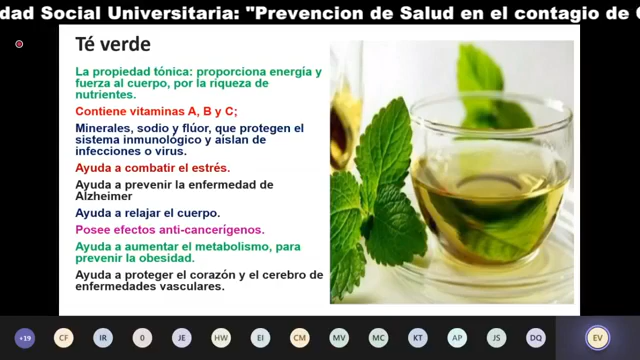 dad Social Universitaria: "Prevencion de Salud en el contagio de
Té verde
La propiedad tónica: proporciona energía y
fuerza al cuerpo, por la riqueza de
nutrientes.
Contiene vitaminas A, B y C;
Minerales, sodio y flúor, que protegen el
sistema inmunológico y aislan de
infecciones o virus.
Ayuda a combatir el estrés.
Ayuda a prevenir la enfermedad de
Alzheimer
Ayuda a relajar el cuerpo.
Posee efectos anti-cancerígenos.
Ayuda a aumentar el metabolismo, para
prevenir la obesidad.
Ayuda a proteger el corazón y el cerebro de
enfermedades vasculares.
+19 CF IR 0 JE HW EI CM MV MC KT AP JS DQ EV